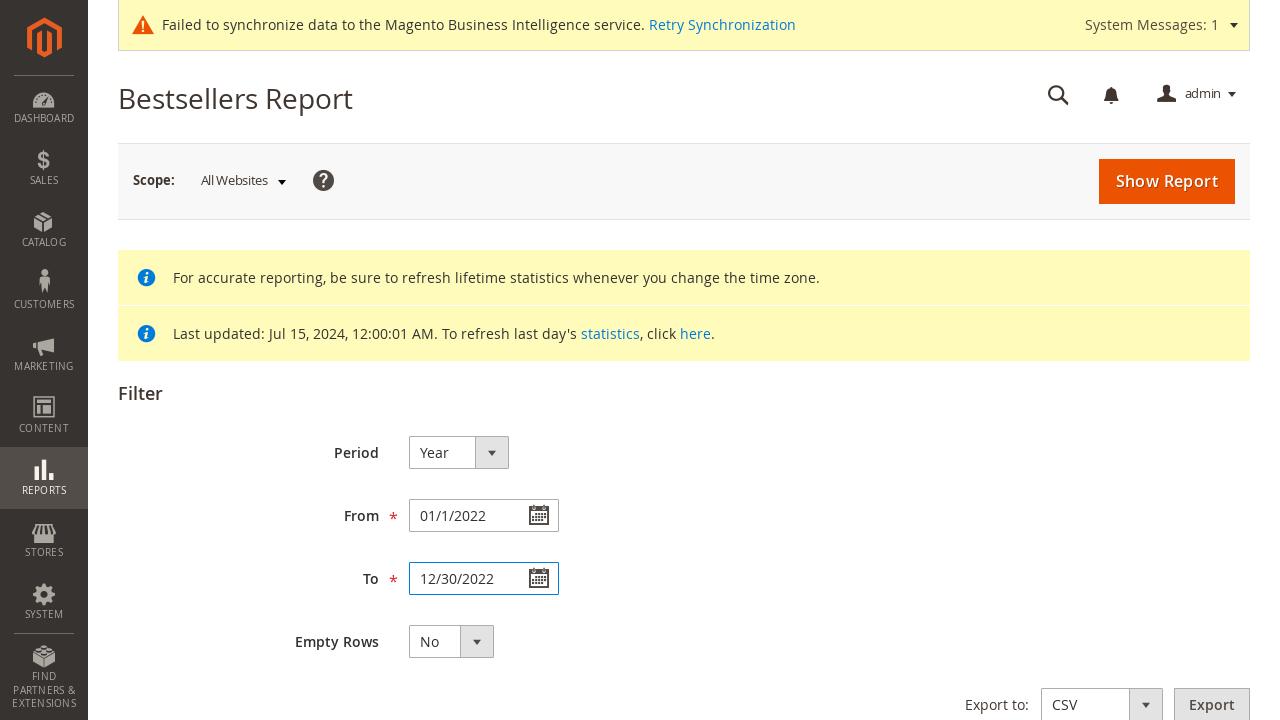 Failed to synchronize data to the Magento Business Intelligence service. Retry Synchronization
System Messages: 1
Bestsellers Report
admin
Scope: All Websites
Show Report
For accurate reporting, be sure to refresh lifetime statistics whenever you change the time zone.
Last updated: Jul 15, 2024, 12:00:01 AM. To refresh last day's statistics, click here.
Filter
Period Year
From * 01/1/2022
To * 12/30/2022
Empty Rows No
Export to: CSV Export
DASHBOARD
SALES
CATALOG
CUSTOMERS
MARKETING
CONTENT
REPORTS
STORES
SYSTEM
FIND
PARTNERS &
EXTENSIONS